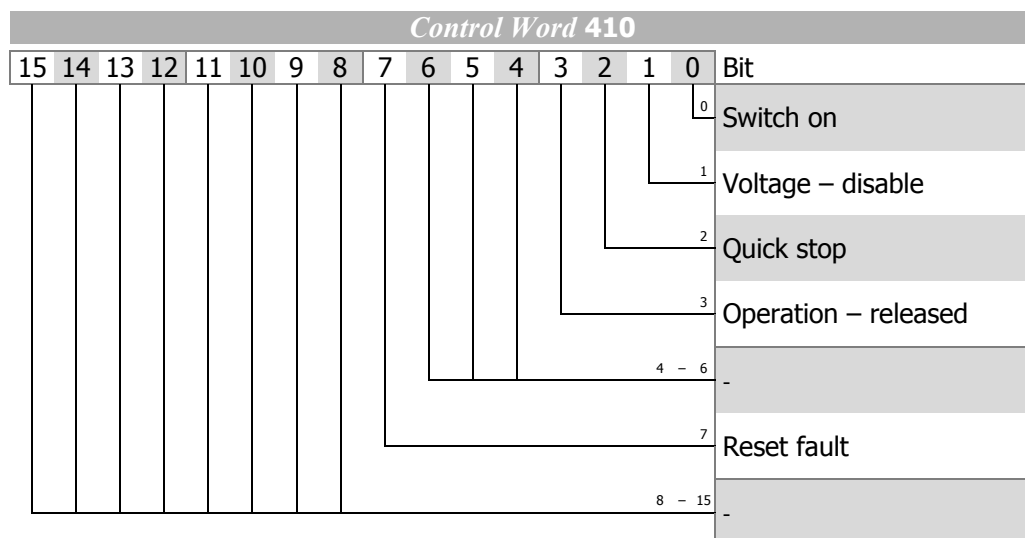 Control Word 410
15 14 13 12 11 10 9 8 7 6 5 4 3 2 1 0 Bit
0 Switch on
1 Voltage – disable
2 Quick stop
3 Operation – released
4 – 6 -
7 Reset fault
8 – 15 -